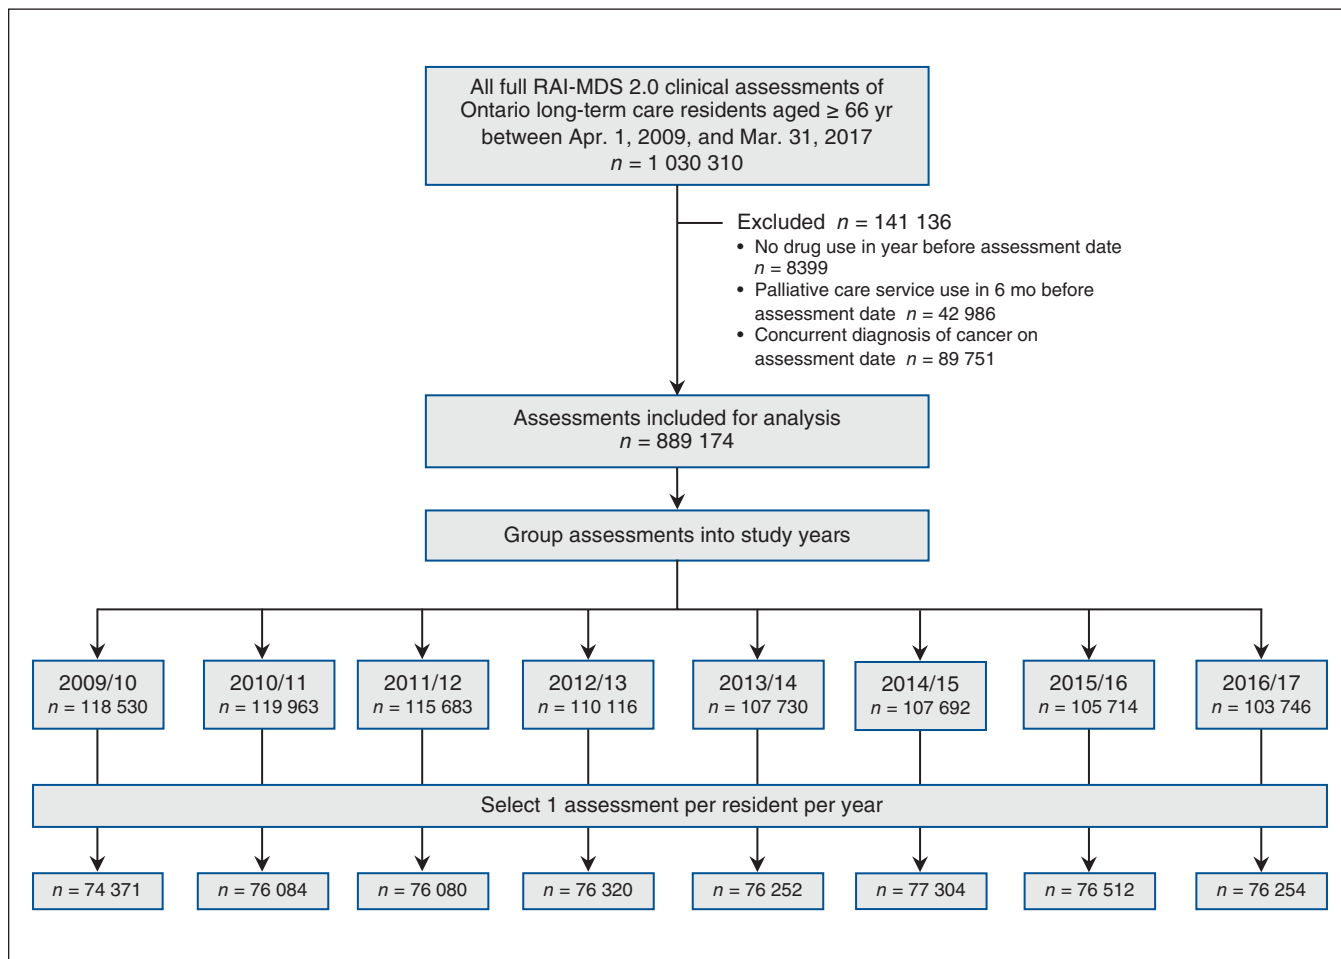 All full RAI-MDS 2.0 clinical assessments of
Ontario long-term care residents aged ≥ 66 yr
between Apr. 1, 2009, and Mar. 31, 2017
n = 1 030 310
Excluded n = 141 136
• No drug use in year before assessment date
n = 8399
• Palliative care service use in 6 mo before
assessment date n = 42 986
• Concurrent diagnosis of cancer on
assessment date n = 89 751
Assessments included for analysis
n = 889 174
Group assessments into study years
2009/10
n = 118 530
2010/11
n = 119 963
2011/12
n = 115 683
2012/13
n = 110 116
2013/14
n = 107 730
2014/15
n = 107 692
2015/16
n = 105 714
2016/17
n = 103 746
Select 1 assessment per resident per year
n = 74 371
n = 76 084
n = 76 080
n = 76 320
n = 76 252
n = 77 304
n = 76 512
n = 76 254